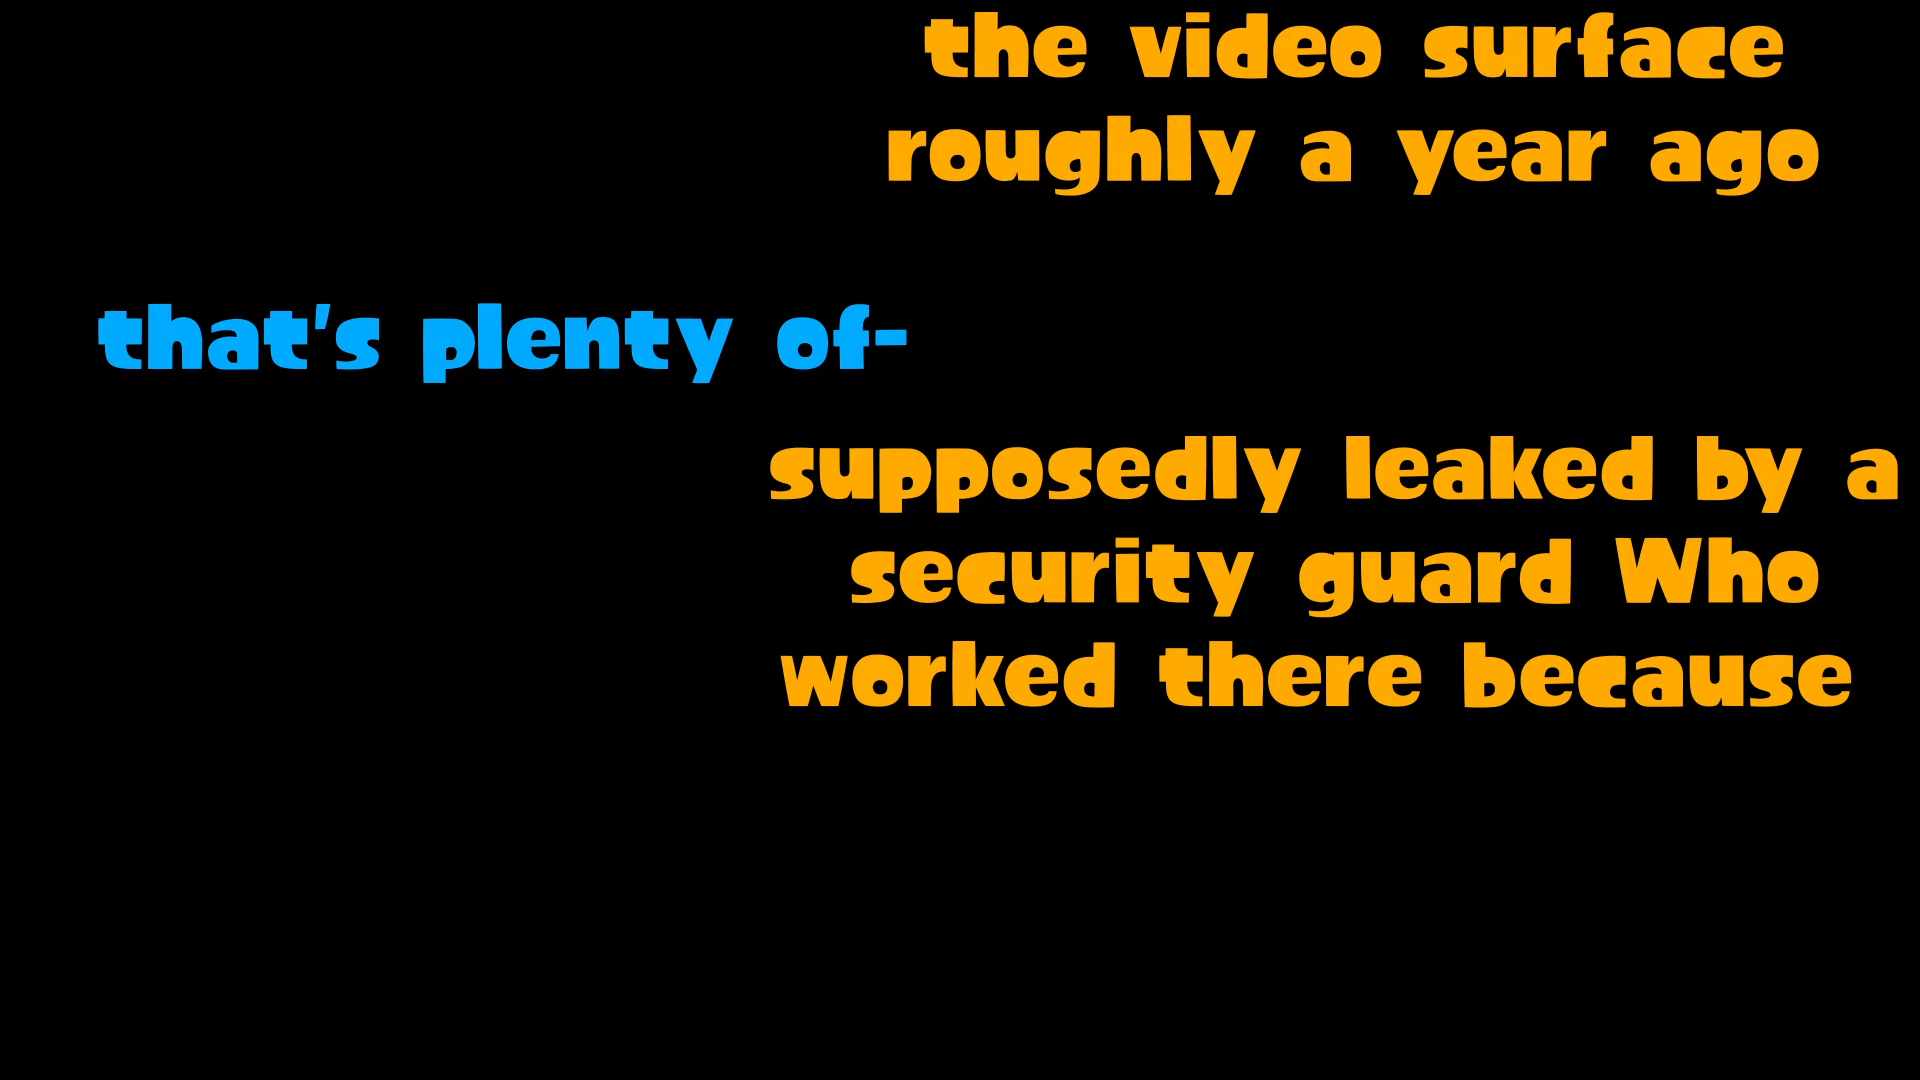 the video surface
roughly a year ago
that's plenty of-
supposedly leaked by a
security guard Who
worked there because